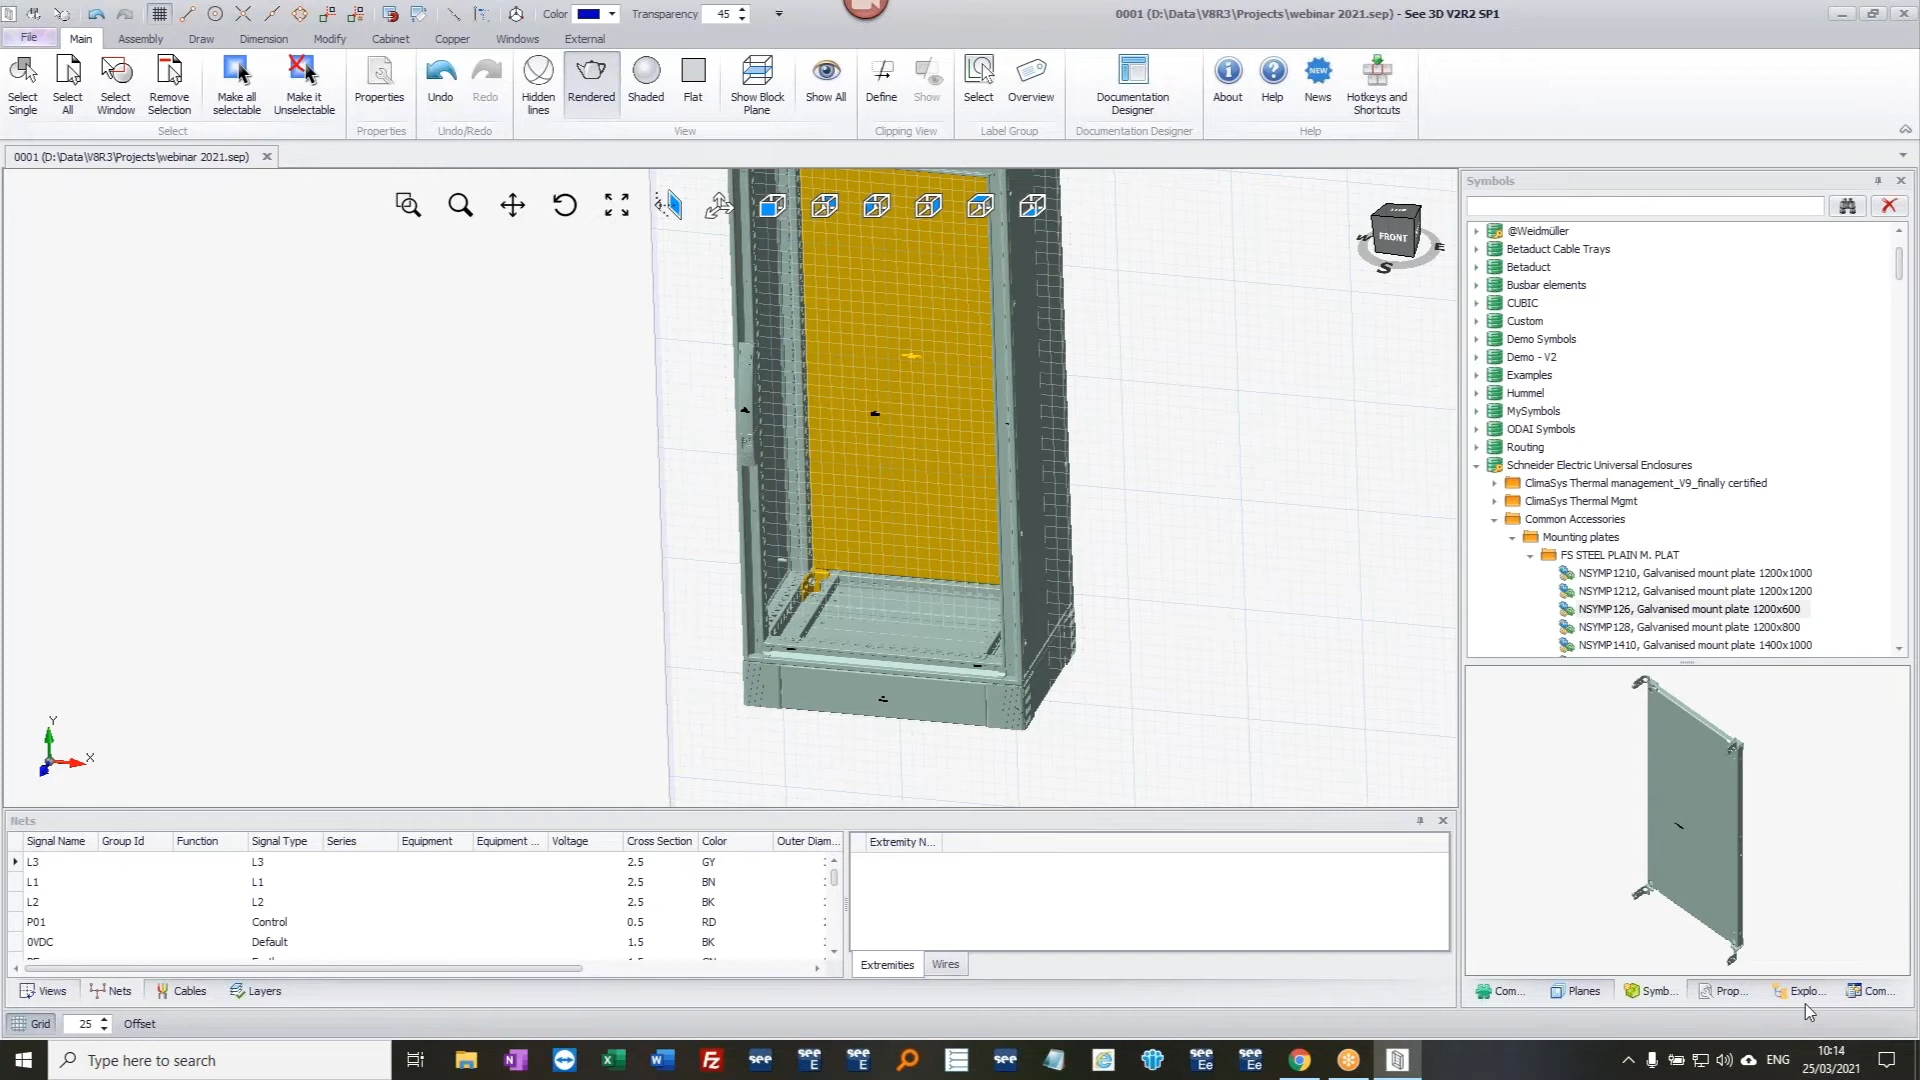 Color
Transparency 45
0001 (D:\Data\V8R3\Projects\webinar 2021.sep) - See 3D V2R2 SP1
File Main Assembly Draw Dimension Modify Cabinet Copper Windows External
Select Single
Select All
Select Window
Remove Selection
Make all selectable
Make it Unselectable
Properties
Undo
Redo
Hidden lines
Rendered
Shaded
Flat
Show Block Plane
Show All
Define
Show
Select
Overview
Documentation Designer
About
Help
NEW
News
Hotkeys and Shortcuts
Select Properties Undo/Redo View Clipping View Label Group Documentation Designer Help
0001 (D:\Data\V8R3\Projects\webinar 2021.sep)
FRONT
W
E
S
Y
X
Symbols
@Weidmüller
Betaduct Cable Trays
Betaduct
Busbar elements
CUBIC
Custom
Demo Symbols
Demo - V2
Examples
Hummel
MySymbols
ODAI Symbols
Routing
Schneider Electric Universal Enclosures
ClimaSys Thermal management_V9_finally certified
ClimaSys Thermal Mgmt
Common Accessories
Mounting plates
FS STEEL PLAIN M. PLAT
NSYMP1210, Galvanised mount plate 1200x1000
NSYMP1212, Galvanised mount plate 1200x1200
NSYMP126, Galvanised mount plate 1200x600
NSYMP128, Galvanised mount plate 1200x800
NSYMP1410, Galvanised mount plate 1400x1000
Nets
Signal Name Group Id Function Signal Type Series Equipment Equipment ... Voltage Cross Section Color Outer Diam...
L3 L3 2.5 GY
L1 L1 2.5 BN
L2 L2 2.5 BK
P01 Control 0.5 RD
0VDC Default 1.5 BK
Extremity N...
Extremities Wires
Views Nets Cables Layers
Com... Planes Symb... Prop... Explo... Com...
Grid 25 Offset
Type here to search
see
see E
see E
see
see Ee
see Ee
ENG
10:14
25/03/2021